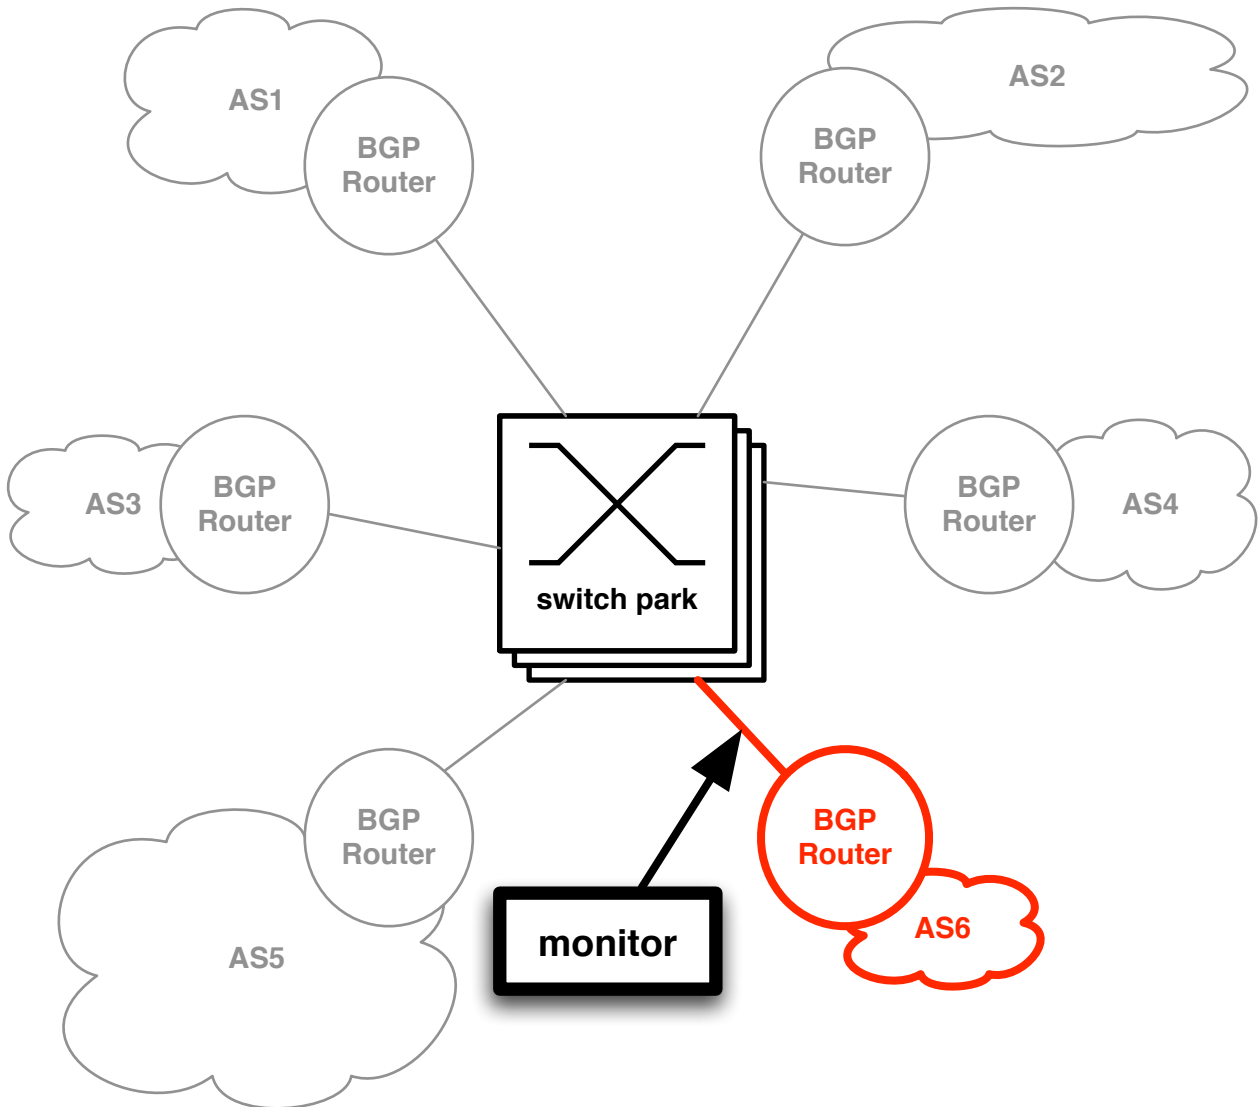 AS1
BGP
Router
AS2
BGP
Router
AS3
BGP
Router
switch park
BGP
Router
AS4
BGP
Router
AS5
monitor
BGP
Router
AS6